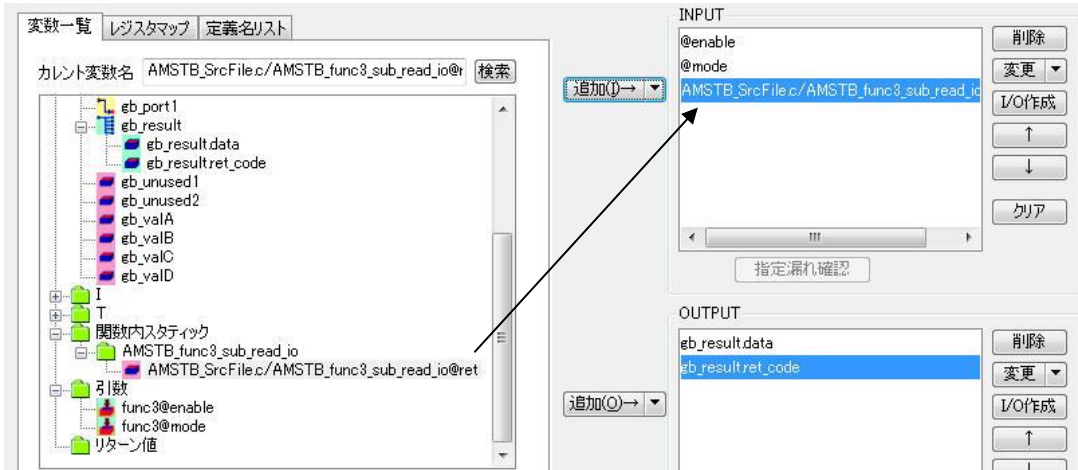 変数一覧 レジスタマップ 定義名リスト
カレント変数名 AMSTB_SrcFile.c/AMSTB_func3_sub_read_io@r 検索
gb_port1
gb_result
gb_result.data
gb_result.ret_code
gb_unused1
gb_unused2
gb_valA
gb_valB
gb_valC
gb_valD
I
T
関数内スタティック
AMSTB_func3_sub_read_io
AMSTB_SrcFile.c/AMSTB_func3_sub_read_io@ret
引数
func3@enable
func3@mode
リターン値
追加(I)→
追加(O)→
INPUT
@enable
@mode
AMSTB_SrcFile.c/AMSTB_func3_sub_read_io
削除
変更
I/O作成
↑
↓
クリア
指定漏れ確認
OUTPUT
gb_result.data
gb_result.ret_code
削除
変更
I/O作成
↑